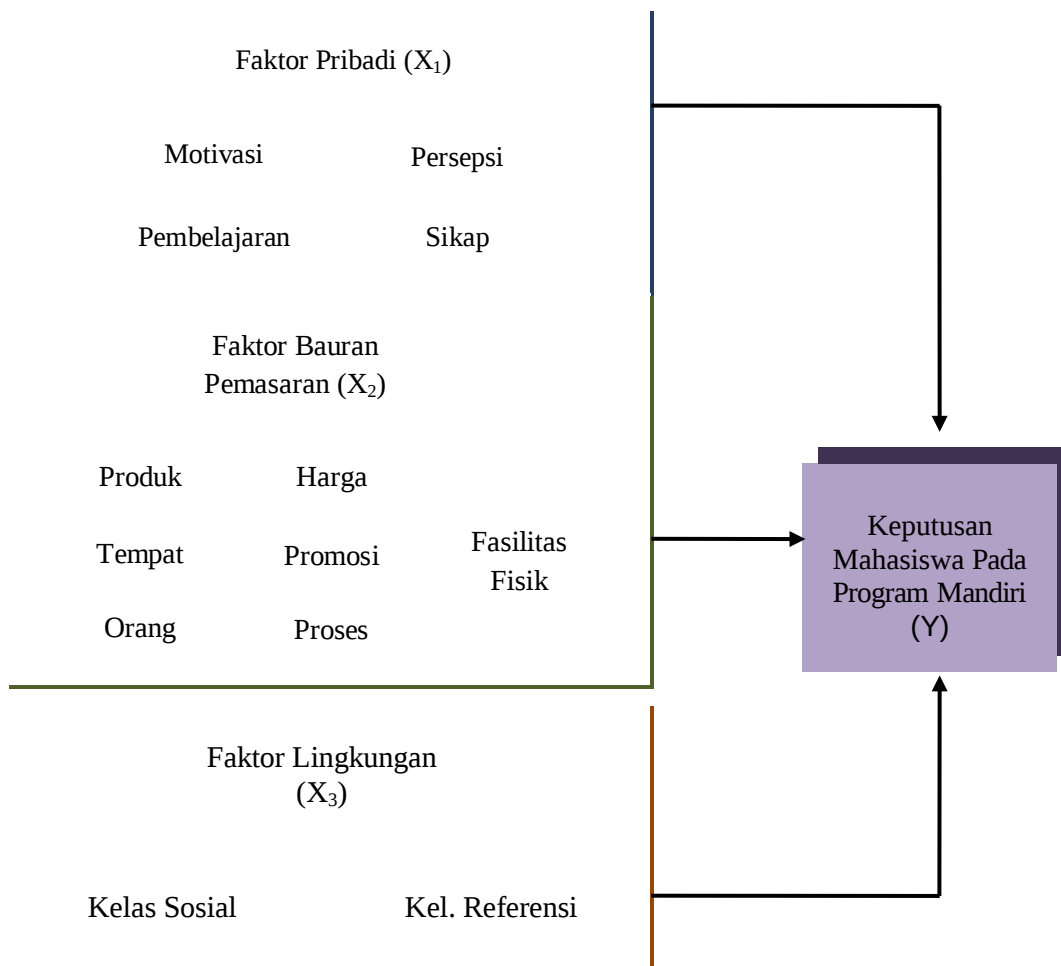 Faktor Pribadi (X₁)
Motivasi
Persepsi
Pembelajaran
Sikap
Faktor Bauran
Pemasaran (X₂)
Produk
Harga
Tempat
Promosi
Fasilitas
Fisik
Orang
Proses
Keputusan
Mahasiswa Pada
Program Mandiri
(Y)
Faktor Lingkungan
(X₃)
Kelas Sosial
Kel. Referensi